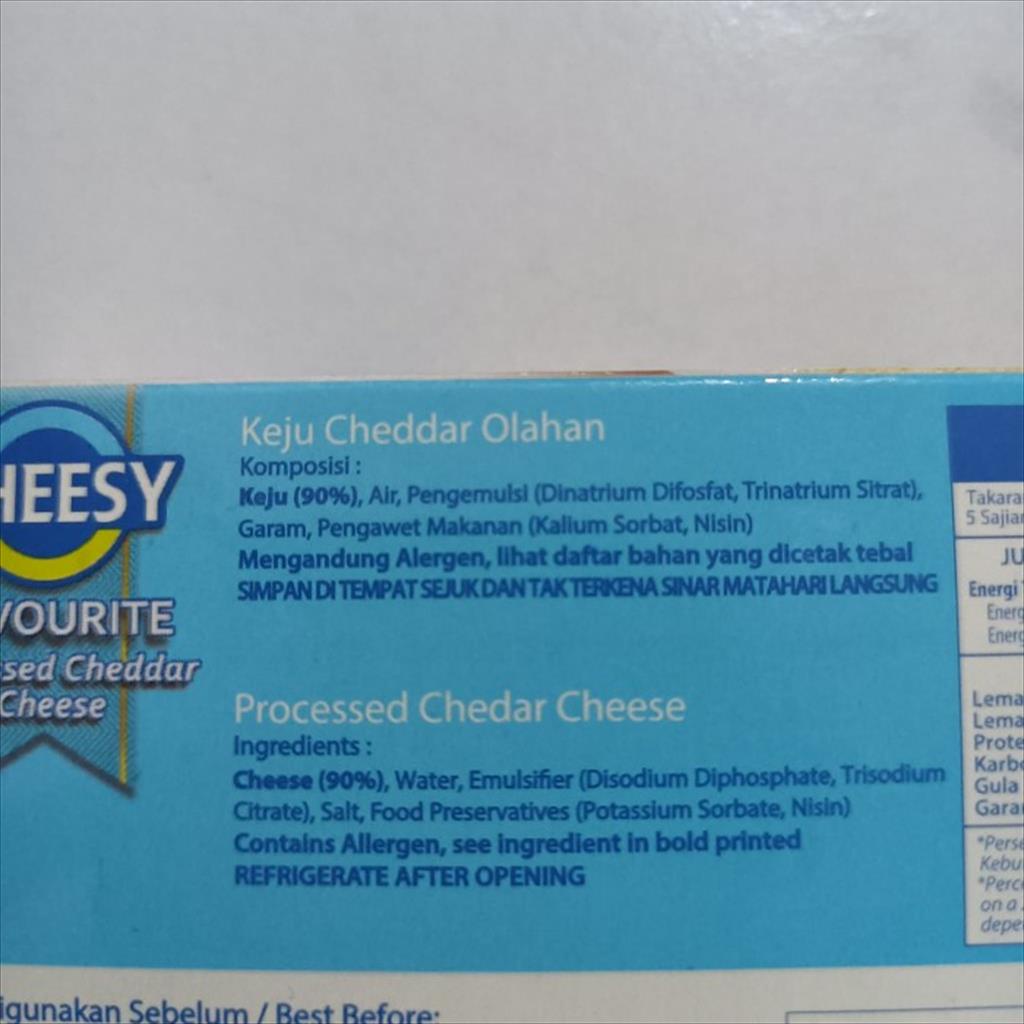 HEESY
VOURITE
sed Cheddar
Cheese
Keju Cheddar Olahan
Komposisi :
Keju (90%), Air, Pengemulsi (Dinatrium Difosfat, Trinatrium Sitrat),
Garam, Pengawet Makanan (Kalium Sorbat, Nisin)
Mengandung Alergen, lihat daftar bahan yang dicetak tebal
SIMPAN DI TEMPAT SEJUK DAN TAK TERKENA SINAR MATAHARI LANGSUNG
Processed Chedar Cheese
Ingredients :
Cheese (90%), Water, Emulsifier (Disodium Diphosphate, Trisodium
Citrate), Salt, Food Preservatives (Potassium Sorbate, Nisin)
Contains Allergen, see ingredient in bold printed
REFRIGERATE AFTER OPENING
Takara
5 Sajia
JU
Energi
Energ
Energ
Lema
Lema
Prote
Karb
Gula
Gara
*Perse
Kebu
*Perce
on a
depe
igunakan Sebelum / Best Before: